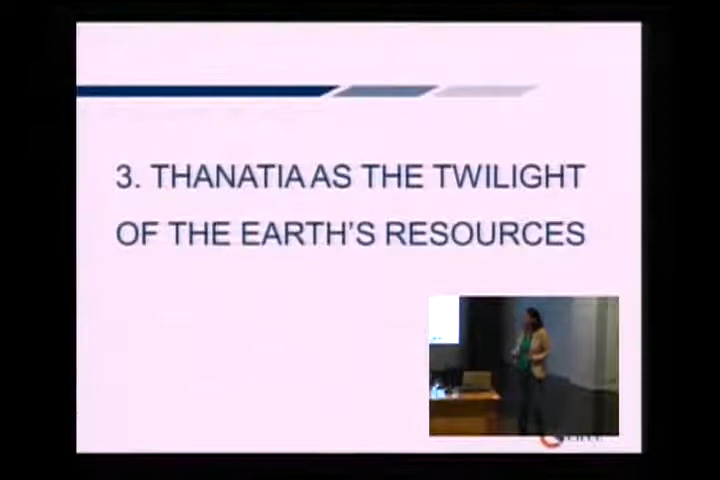 3. THANATIA AS THE TWILIGHT
OF THE EARTH'S RESOURCES